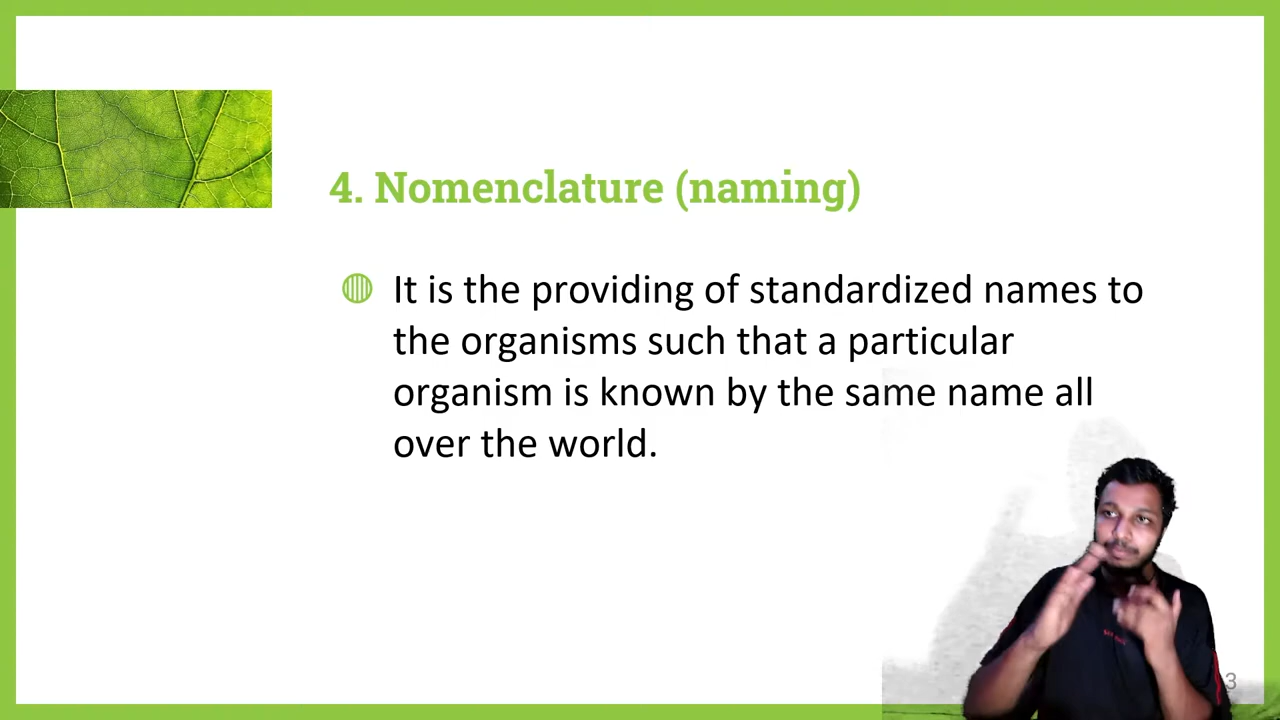 4. Nomenclature (naming)
It is the providing of standardized names to
the organisms such that a particular
organism is known by the same name all
over the world.
3